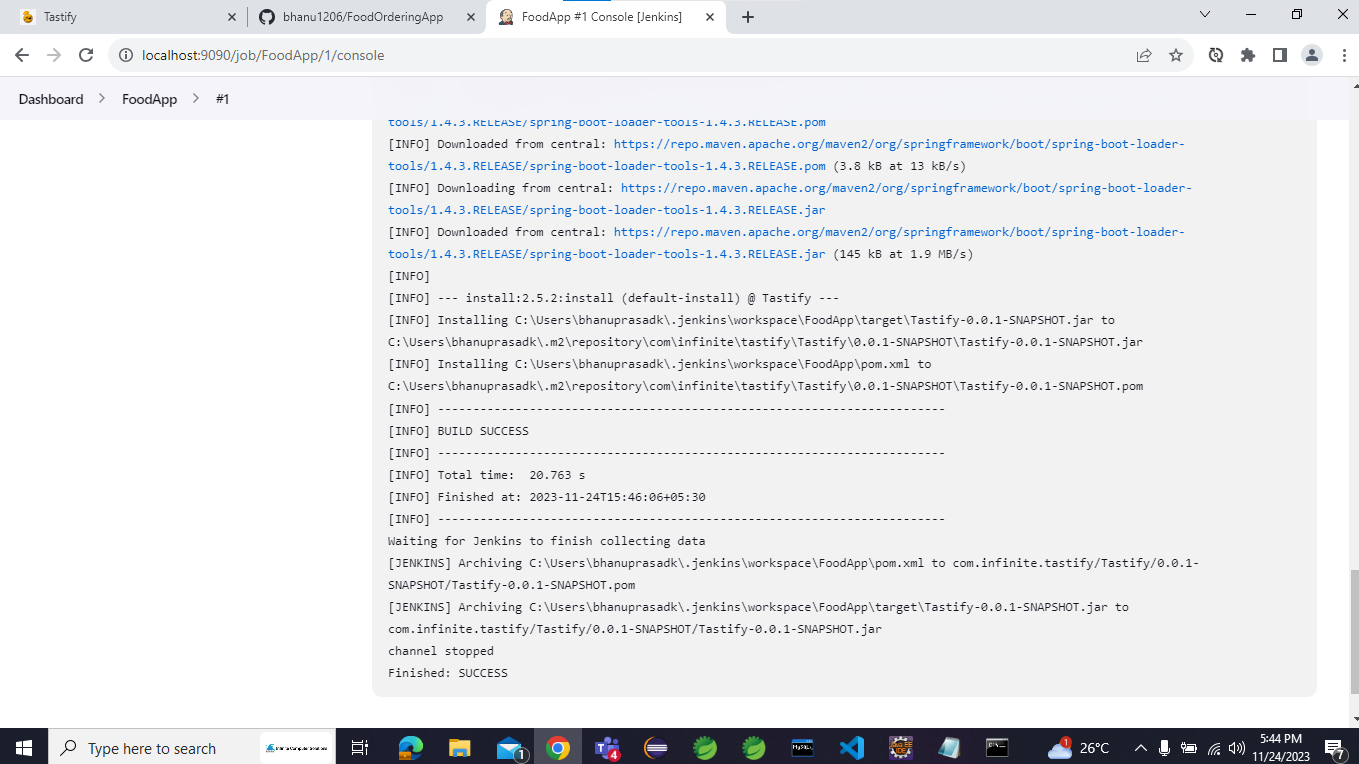 Tastify
bhanu1206/FoodOrderingApp
FoodApp #1 Console [Jenkins]
localhost:9090/job/FoodApp/1/console
Dashboard > FoodApp > #1
tools/1.4.3.RELEASE/spring-boot-loader-tools-1.4.3.RELEASE.pom
[INFO] Downloaded from central: https://repo.maven.apache.org/maven2/org/springframework/boot/spring-boot-loader-
tools/1.4.3.RELEASE/spring-boot-loader-tools-1.4.3.RELEASE.pom (3.8 kB at 13 kB/s)
[INFO] Downloading from central: https://repo.maven.apache.org/maven2/org/springframework/boot/spring-boot-loader-
tools/1.4.3.RELEASE/spring-boot-loader-tools-1.4.3.RELEASE.jar
[INFO] Downloaded from central: https://repo.maven.apache.org/maven2/org/springframework/boot/spring-boot-loader-
tools/1.4.3.RELEASE/spring-boot-loader-tools-1.4.3.RELEASE.jar (145 kB at 1.9 MB/s)
[INFO]
[INFO] --- install:2.5.2:install (default-install) @ Tastify ---
[INFO] Installing C:\Users\bhanuprasadk\.jenkins\workspace\FoodApp\target\Tastify-0.0.1-SNAPSHOT.jar to
C:\Users\bhanuprasadk\.m2\repository\com\infinite\tastify\Tastify\0.0.1-SNAPSHOT\Tastify-0.0.1-SNAPSHOT.jar
[INFO] Installing C:\Users\bhanuprasadk\.jenkins\workspace\FoodApp\pom.xml to
C:\Users\bhanuprasadk\.m2\repository\com\infinite\tastify\Tastify\0.0.1-SNAPSHOT\Tastify-0.0.1-SNAPSHOT.pom
[INFO] ------------------------------------------------------------------------
[INFO] BUILD SUCCESS
[INFO] ------------------------------------------------------------------------
[INFO] Total time:  20.763 s
[INFO] Finished at: 2023-11-24T15:46:06+05:30
[INFO] ------------------------------------------------------------------------
Waiting for Jenkins to finish collecting data
[JENKINS] Archiving C:\Users\bhanuprasadk\.jenkins\workspace\FoodApp\pom.xml to com.infinite.tastify/Tastify/0.0.1-
SNAPSHOT/Tastify-0.0.1-SNAPSHOT.pom
[JENKINS] Archiving C:\Users\bhanuprasadk\.jenkins\workspace\FoodApp\target\Tastify-0.0.1-SNAPSHOT.jar to
com.infinite.tastify/Tastify/0.0.1-SNAPSHOT/Tastify-0.0.1-SNAPSHOT.jar
channel stopped
Finished: SUCCESS
Type here to search
Infinite Computer Solutions
1
4
MySQL
1
26°C
5:44 PM
11/24/2023
7